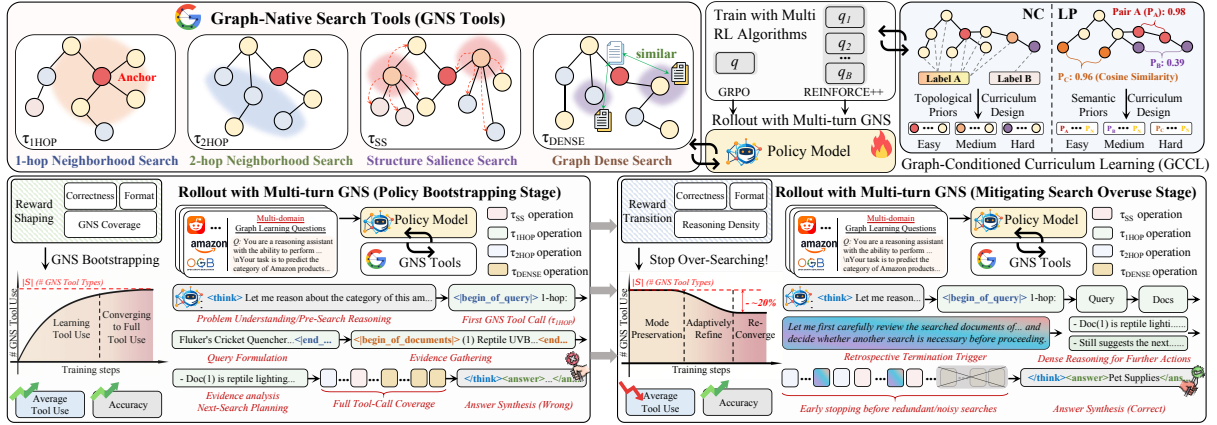 Graph-Native Search Tools (GNS Tools)
Anchor
similar
τ1HOP
τ2HOP
τSS
τDENSE
1-hop Neighborhood Search
2-hop Neighborhood Search
Structure Salience Search
Graph Dense Search
Train with Multi
RL Algorithms
q
q1
q2
...
qB
GRPO
REINFORCE++
Rollout with Multi-turn GNS
Policy Model
NC
LP
Pair A (PA): 0.98
PB: 0.39
PC: 0.96 (Cosine Similarity)
Label A
Label B
Topological
Priors
Curriculum
Design
Semantic
Priors
Curriculum
Design
PA ••• PA
PB ••• PA
PC ••• PA
Easy
Medium
Hard
Easy
Medium
Hard
Graph-Conditioned Curriculum Learning (GCCL)
Reward
Shaping
Correctness
Format
GNS Coverage
GNS Bootstrapping
|S| (# GNS Tool Types)
# GNS Tool Use
Learning
Tool Use
Converging
to Full
Tool Use
Training steps
Average
Tool Use
Accuracy
Rollout with Multi-turn GNS (Policy Bootstrapping Stage)
...
amazon
OGB
Multi-domain
Graph Learning Questions
Q: You are a reasoning assistant
with the ability to perform ...
\nYour task is to predict the
category of Amazon products...
Policy Model
GNS Tools
τSS operation
τ1HOP operation
τ2HOP operation
τDENSE operation
<think> Let me reason about the category of this am...
<|begin_of_query|> 1-hop:
Problem Understanding/Pre-Search Reasoning
First GNS Tool Call (τ1HOP)
Fluker's Cricket Quencher...<|end_...
<|begin_of_documents|> (1) Reptile UVB...<end...
Query Formulation
Evidence Gathering
- Doc(1) is reptile lighting...
</think><answer>...</an...
Evidence analysis
Next-Search Planning
Full Tool-Call Coverage
Answer Synthesis (Wrong)
Reward
Transition
Correctness
Format
Reasoning Density
Stop Over-Searching!
|S| (# GNS Tool Types)
~20%
# GNS Tool Use
Mode
Preservation
Adaptively
Refine
Re-
Converge
Training steps
Average
Tool Use
Accuracy
Rollout with Multi-turn GNS (Mitigating Search Overuse Stage)
...
amazon
OGB
Multi-domain
Graph Learning Questions
Q: You are a reasoning assistant
with the ability to perform ...
\nYour task is to predict the
category of Amazon products...
Policy Model
GNS Tools
τSS operation
τ1HOP operation
τ2HOP operation
τDENSE operation
<think> Let me reason...
<|begin_of_query|> 1-hop:
Query
Docs
Let me first carefully review the searched documents of... and
decide whether another search is necessary before proceeding.
- Doc(1) is reptile lighti......
- Still suggests the next......
Retrospective Termination Trigger
Dense Reasoning for Further Actions
</think><answer>Pet Supplies</ans...
Early stopping before redundant/noisy searches
Answer Synthesis (Correct)